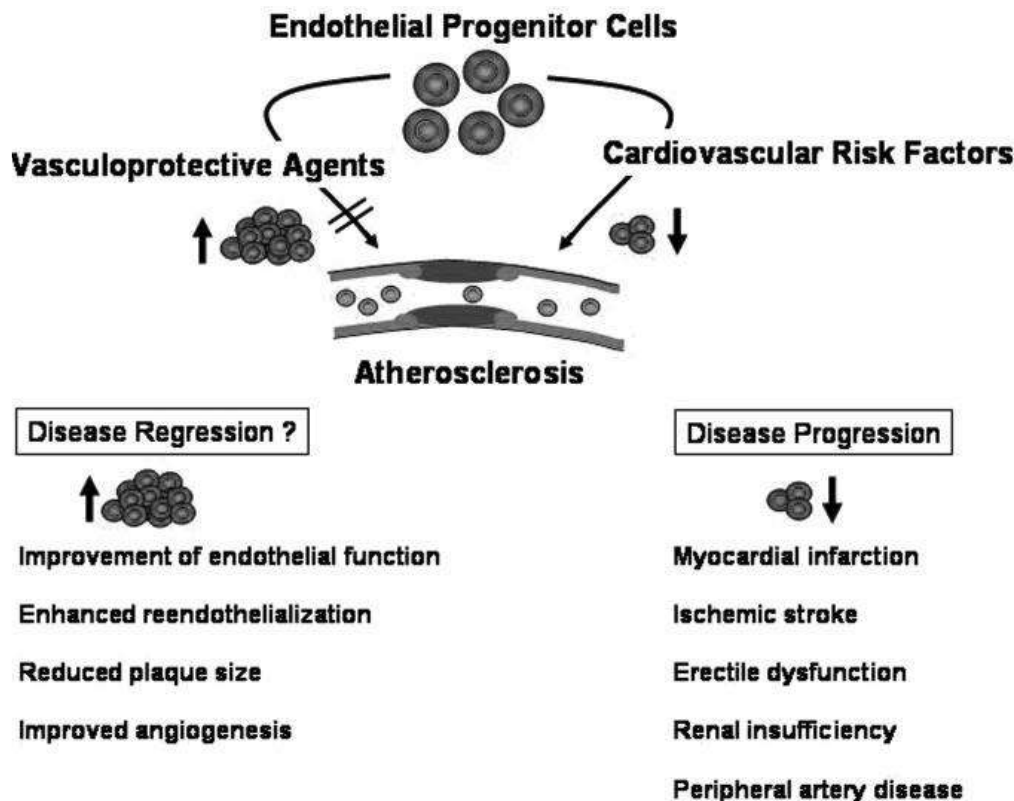 Endothelial Progenitor Cells
Vasculoprotective Agents
Cardiovascular Risk Factors
Atherosclerosis
Disease Regression ?
Improvement of endothelial function
Enhanced reendothelialization
Reduced plaque size
Improved angiogenesis
Disease Progression
Myocardial infarction
Ischemic stroke
Erectile dysfunction
Renal insufficiency
Peripheral artery disease